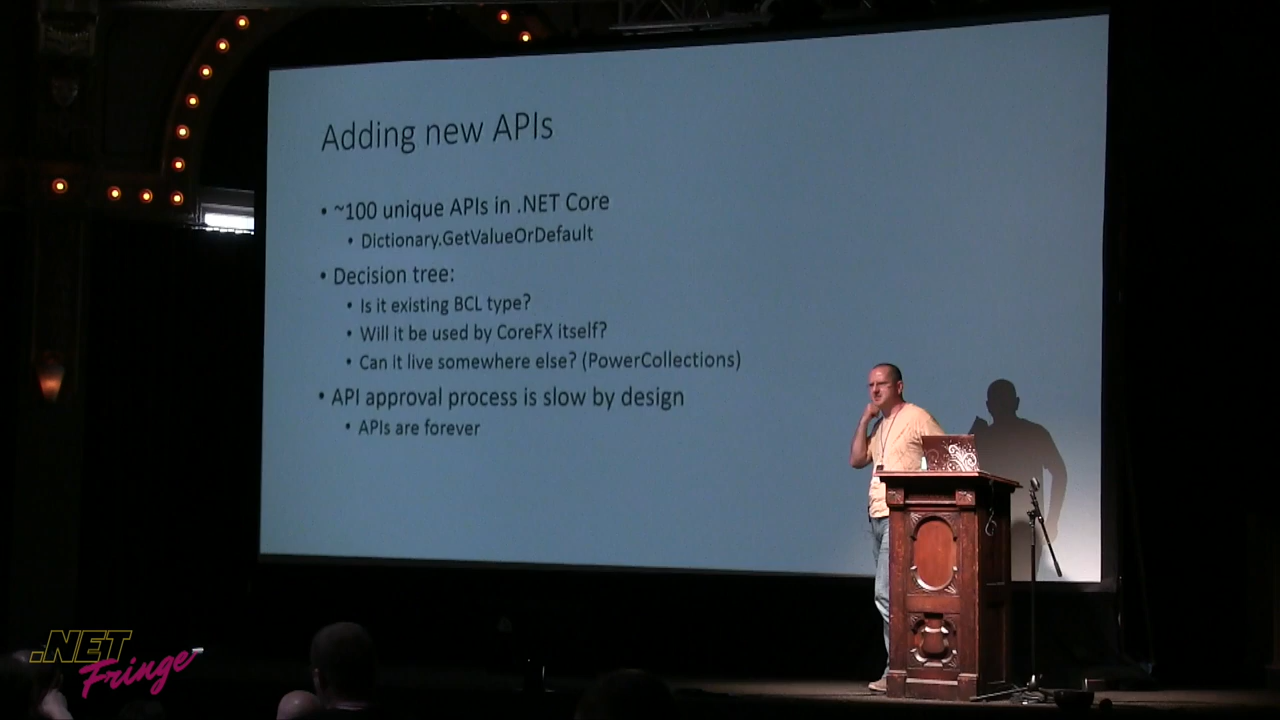 Adding new APIs
• ~100 unique APIs in .NET Core
• Dictionary.GetValueOrDefault
• Decision tree:
• Is it existing BCL type?
• Will it be used by CoreFX itself?
• Can it live somewhere else? (PowerCollections)
• API approval process is slow by design
• APIs are forever
.NET
Fringe